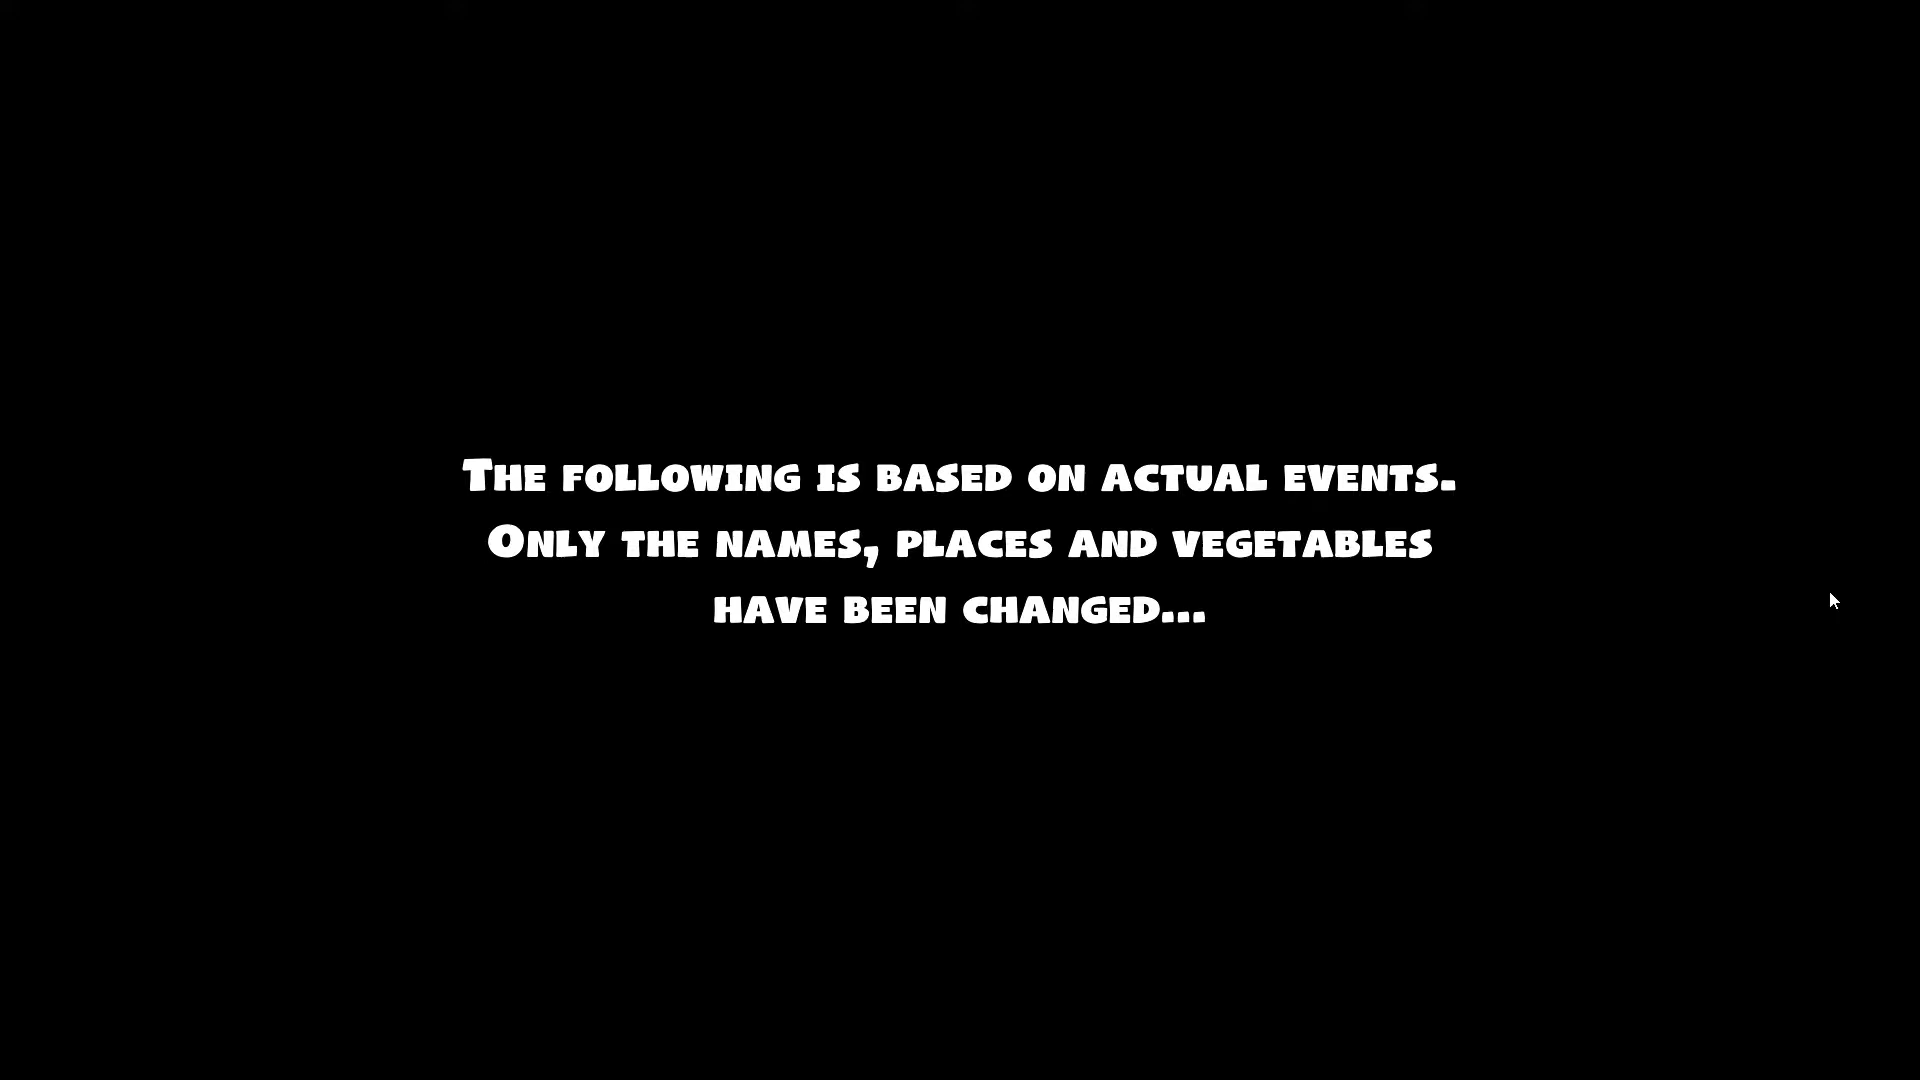 The following is based on actual events.
Only the names, places and vegetables
have been changed...